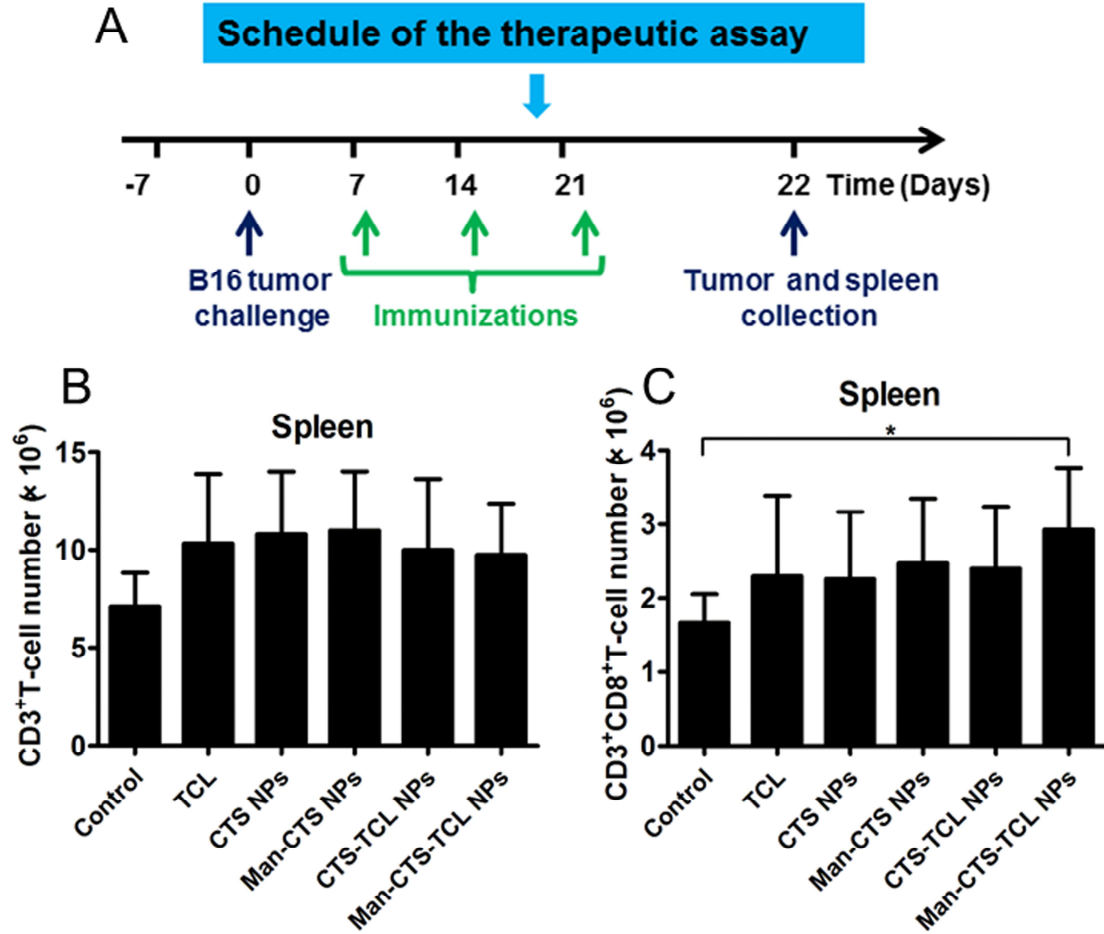 A
Schedule of the therapeutic assay
-7 0 7 14 21 22 Time (Days)
B16 tumor
challenge
Immunizations
Tumor and spleen
collection
B
Spleen
CD3⁺T-cell number (× 10⁶)
15
10
5
0
Control
TCL
CTS NPs
Man-CTS NPs
CTS-TCL NPs
Man-CTS-TCL NPs
C
Spleen
*
CD3⁺CD8⁺T-cell number (× 10⁶)
4
3
2
1
0
Control
TCL
CTS NPs
Man-CTS NPs
CTS-TCL NPs
Man-CTS-TCL NPs